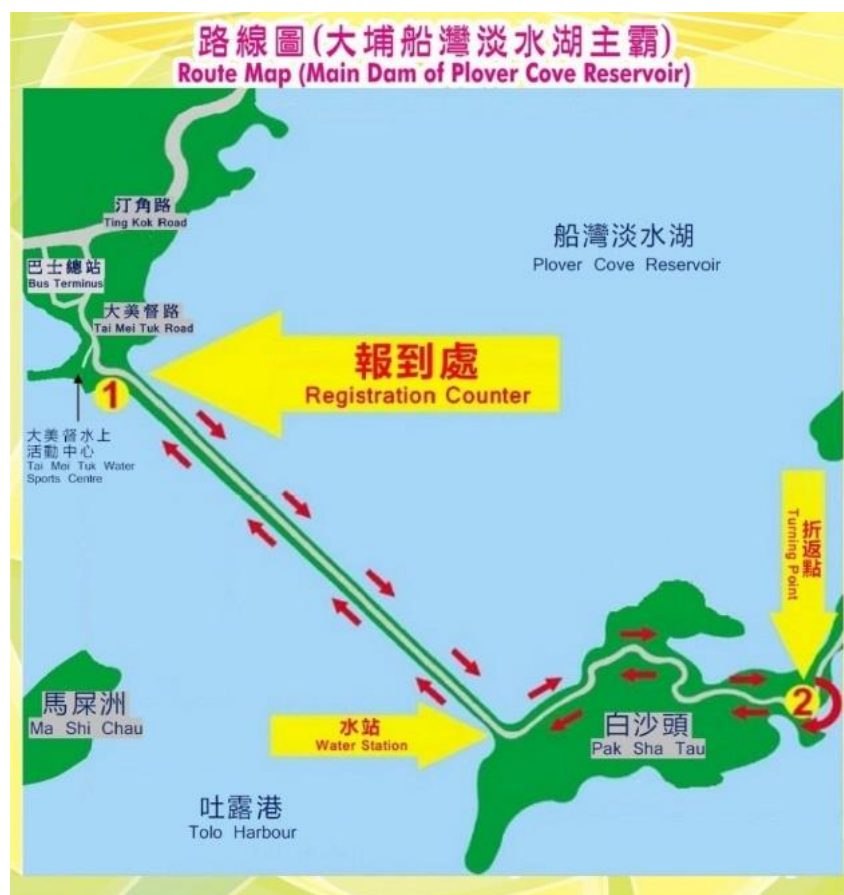 路線圖(大埔船灣淡水湖主霸)
Route Map (Main Dam of Plover Cove Reservoir)
汀角路
Ting Kok Road
船灣淡水湖
Plover Cove Reservoir
巴士總站
Bus Terminus
大美督路
Tai Mei Tuk Road
報到處
Registration Counter
1
大美督水上
活動中心
Tai Mei Tuk Water
Sports Centre
折返點
Turning Point
2
馬屎洲
Ma Shi Chau
水站
Water Station
白沙頭
Pak Sha Tau
吐露港
Tolo Harbour